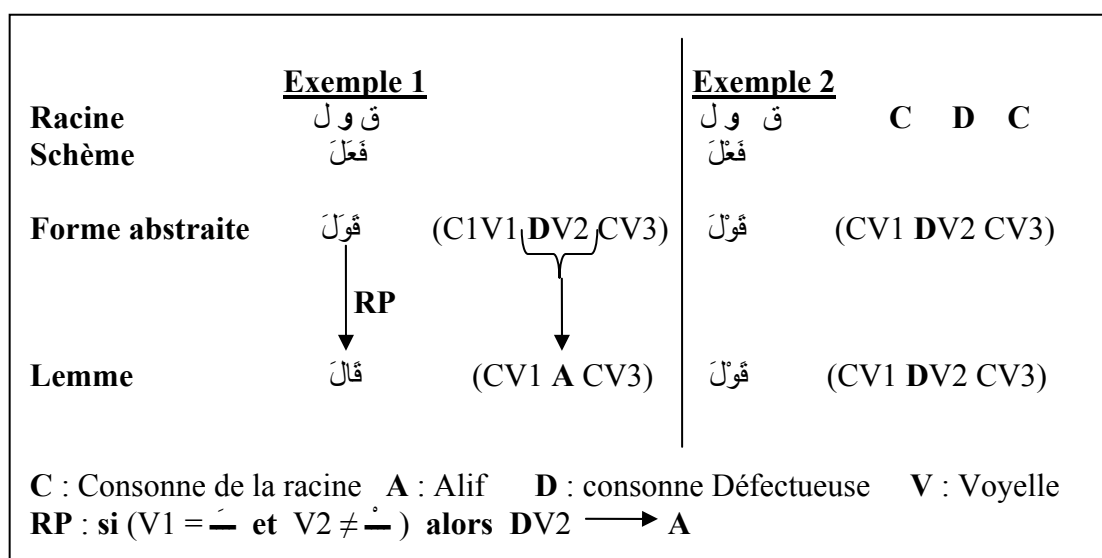 Exemple 1 Exemple 2
Racine ق و ل ق و ل C D C
Schème فَعَلَ فَعْلَ
Forme abstraite قَوَلَ (C1V1 DV2 CV3) قَوْلَ (CV1 DV2 CV3)
RP
Lemme قَالَ (CV1 A CV3) قَوْلَ (CV1 DV2 CV3)
C : Consonne de la racine A : Alif D : consonne Défectueuse V : Voyelle
RP : si (V1 = ـَ et V2 ≠ ـْ ) alors DV2 → A